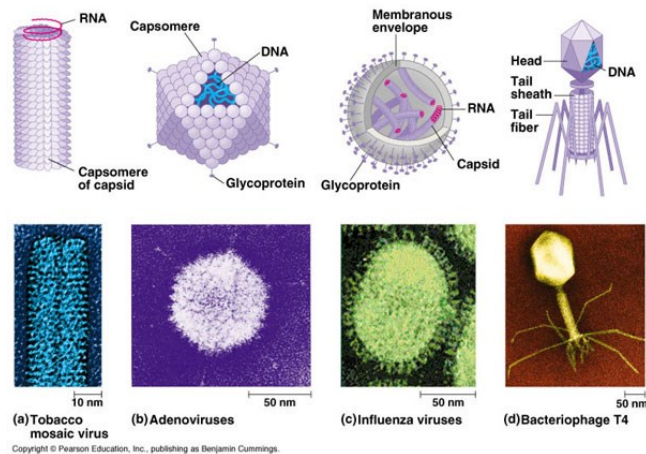 RNA
Capsomere
of capsid
Capsomere
DNA
Glycoprotein
Membranous
envelope
RNA
Capsid
Glycoprotein
Head
DNA
Tail
sheath
Tail
fiber
10 nm
50 nm
50 nm
50 nm
(a) Tobacco
mosaic virus
(b) Adenoviruses
(c) Influenza viruses
(d) Bacteriophage T4
Copyright © Pearson Education, Inc., publishing as Benjamin Cummings.